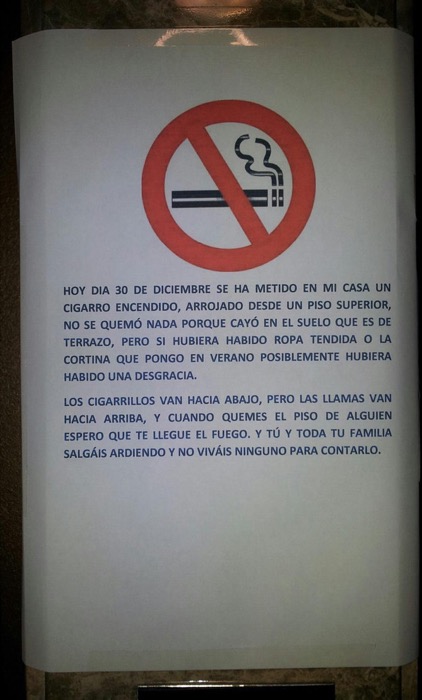 HOY DIA 30 DE DICIEMBRE SE HA METIDO EN MI CASA UN
CIGARRO ENCENDIDO, ARROJADO DESDE UN PISO SUPERIOR,
NO SE QUEMÓ NADA PORQUE CAYÓ EN EL SUELO QUE ES DE
TERRAZO, PERO SI HUBIERA HABIDO ROPA TENDIDA O LA
CORTINA QUE PONGO EN VERANO POSIBLEMENTE HUBIERA
HABIDO UNA DESGRACIA.
LOS CIGARRILLOS VAN HACIA ABAJO, PERO LAS LLAMAS VAN
HACIA ARRIBA, Y CUANDO QUEMES EL PISO DE ALGUIEN
ESPERO QUE TE LLEGUE EL FUEGO. Y TÚ Y TODA TU FAMILIA
SALGÁIS ARDIENDO Y NO VIVÁIS NINGUNO PARA CONTARLO.